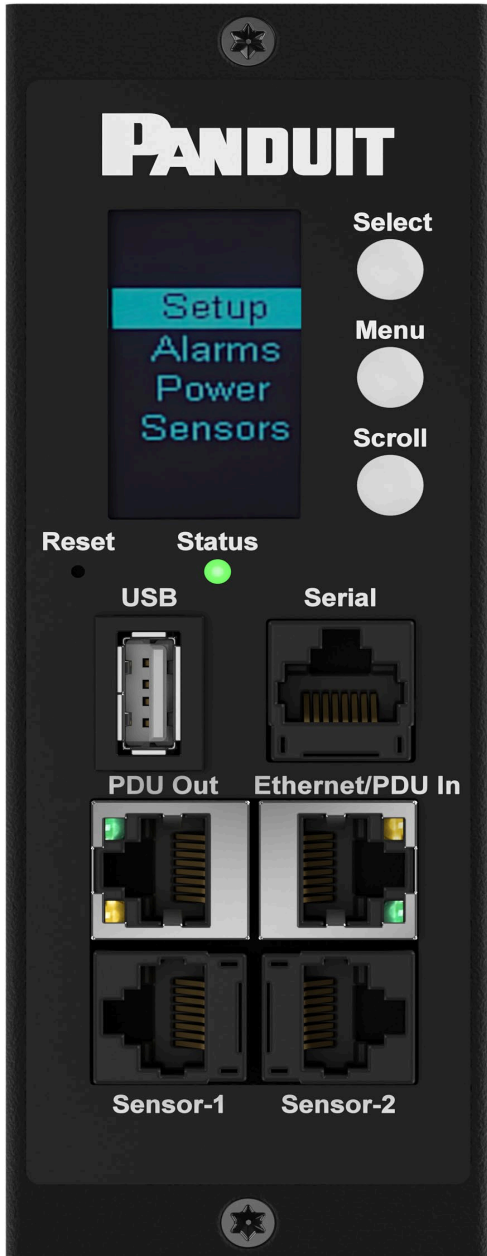 PANDUIT
Select
Setup
Menu
Alarms
Power
Scroll
Sensors
Reset Status
USB Serial
PDU Out Ethernet/PDU In
Sensor-1 Sensor-2